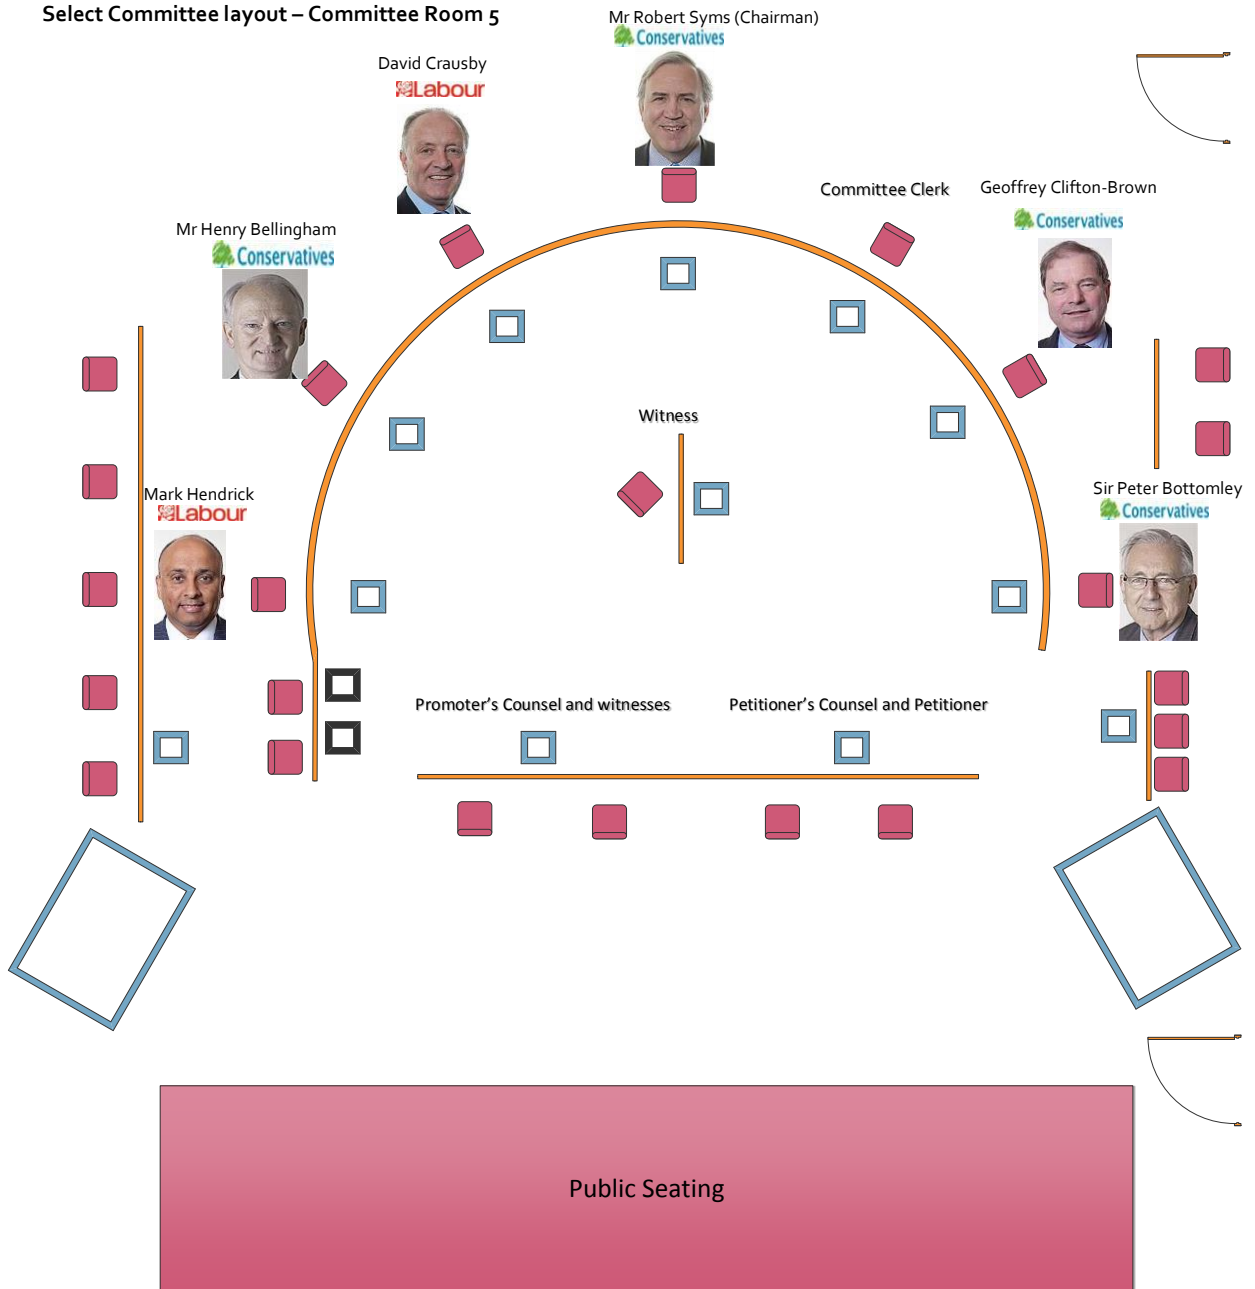 Select Committee layout – Committee Room 5
Mr Robert Syms (Chairman)
Conservatives
David Crausby
Labour
Committee Clerk
Geoffrey Clifton-Brown
Conservatives
Mr Henry Bellingham
Conservatives
Witness
Mark Hendrick
Labour
Sir Peter Bottomley
Conservatives
Promoter's Counsel and witnesses
Petitioner's Counsel and Petitioner
Public Seating